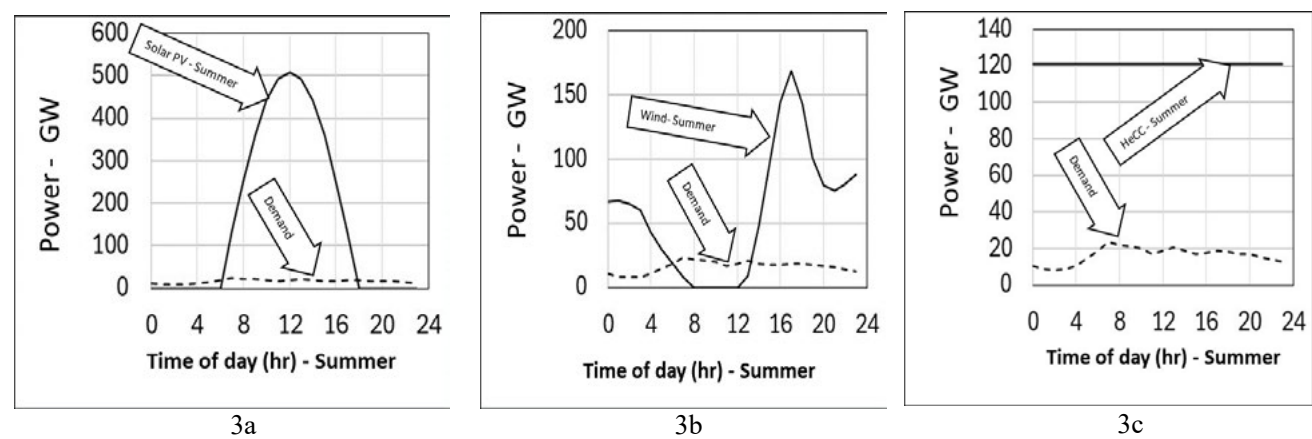 600
500
400
300
200
100
0
Power - GW
Solar PV - Summer
Demand
0 4 8 12 16 20 24
Time of day (hr) - Summer
3a
200
150
100
50
0
Power - GW
Wind- Summer
Demand
0 4 8 12 16 20 24
Time of day (hr) - Summer
3b
140
120
100
80
60
40
20
0
Power - GW
HeCC - Summer
Demand
0 4 8 12 16 20 24
Time of day (hr) - Summer
3c